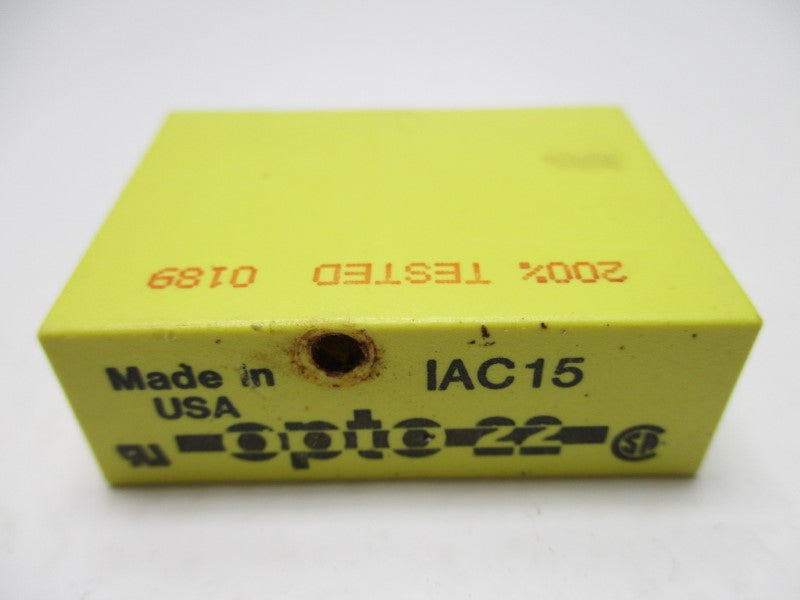 200% TESTED 0189
Made in
USA
IAC15
opto 22